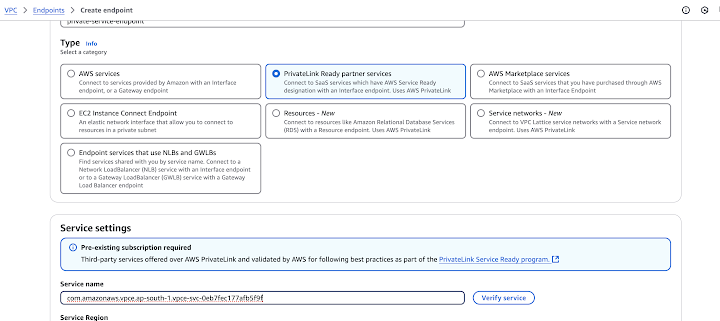 VPC > Endpoints > Create endpoint
private-service-endpoint
Type Info
Select a category
AWS services
Connect to services provided by Amazon with an Interface
endpoint, or a Gateway endpoint
PrivateLink Ready partner services
Connect to SaaS services which have AWS Service Ready
designation with an Interface endpoint. Uses AWS PrivateLink
AWS Marketplace services
Connect to SaaS services that you have purchased through AWS
Marketplace with an Interface Endpoint
EC2 Instance Connect Endpoint
An elastic network interface that allow you to connect to
resources in a private subnet
Resources - New
Connect to resources like Amazon Relational Database Services
(RDS) with a Resource endpoint. Uses AWS PrivateLink
Service networks - New
Connect to VPC Lattice service networks with a Service network
endpoint. Uses AWS PrivateLink
Endpoint services that use NLBs and GWLBs
Find services shared with you by service name. Connect to a
Network LoadBalancer (NLB) service with an Interface endpoint
or to a Gateway LoadBalancer (GWLB) service with a Gateway
Load Balancer endpoint
Service settings
Pre-existing subscription required
Third-party services offered over AWS PrivateLink and validated by AWS for following best practices as part of the PrivateLink Service Ready program.
Service name
com.amazonaws.vpce.ap-south-1.vpce-svc-0eb7fec177afb5f9f
Verify service
Service Region